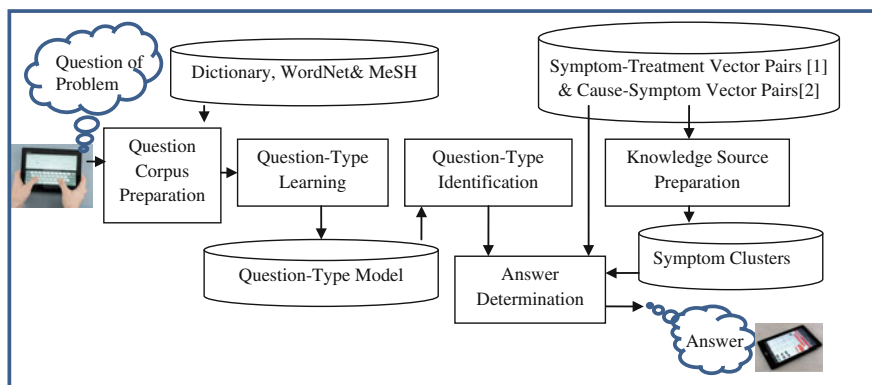 Question of
Problem
Dictionary, WordNet& MeSH
Symptom-Treatment Vector Pairs [1]
& Cause-Symptom Vector Pairs[2]
Question
Corpus
Preparation
Question-Type
Learning
Question-Type
Identification
Knowledge Source
Preparation
Question-Type Model
Answer
Determination
Symptom Clusters
Answer